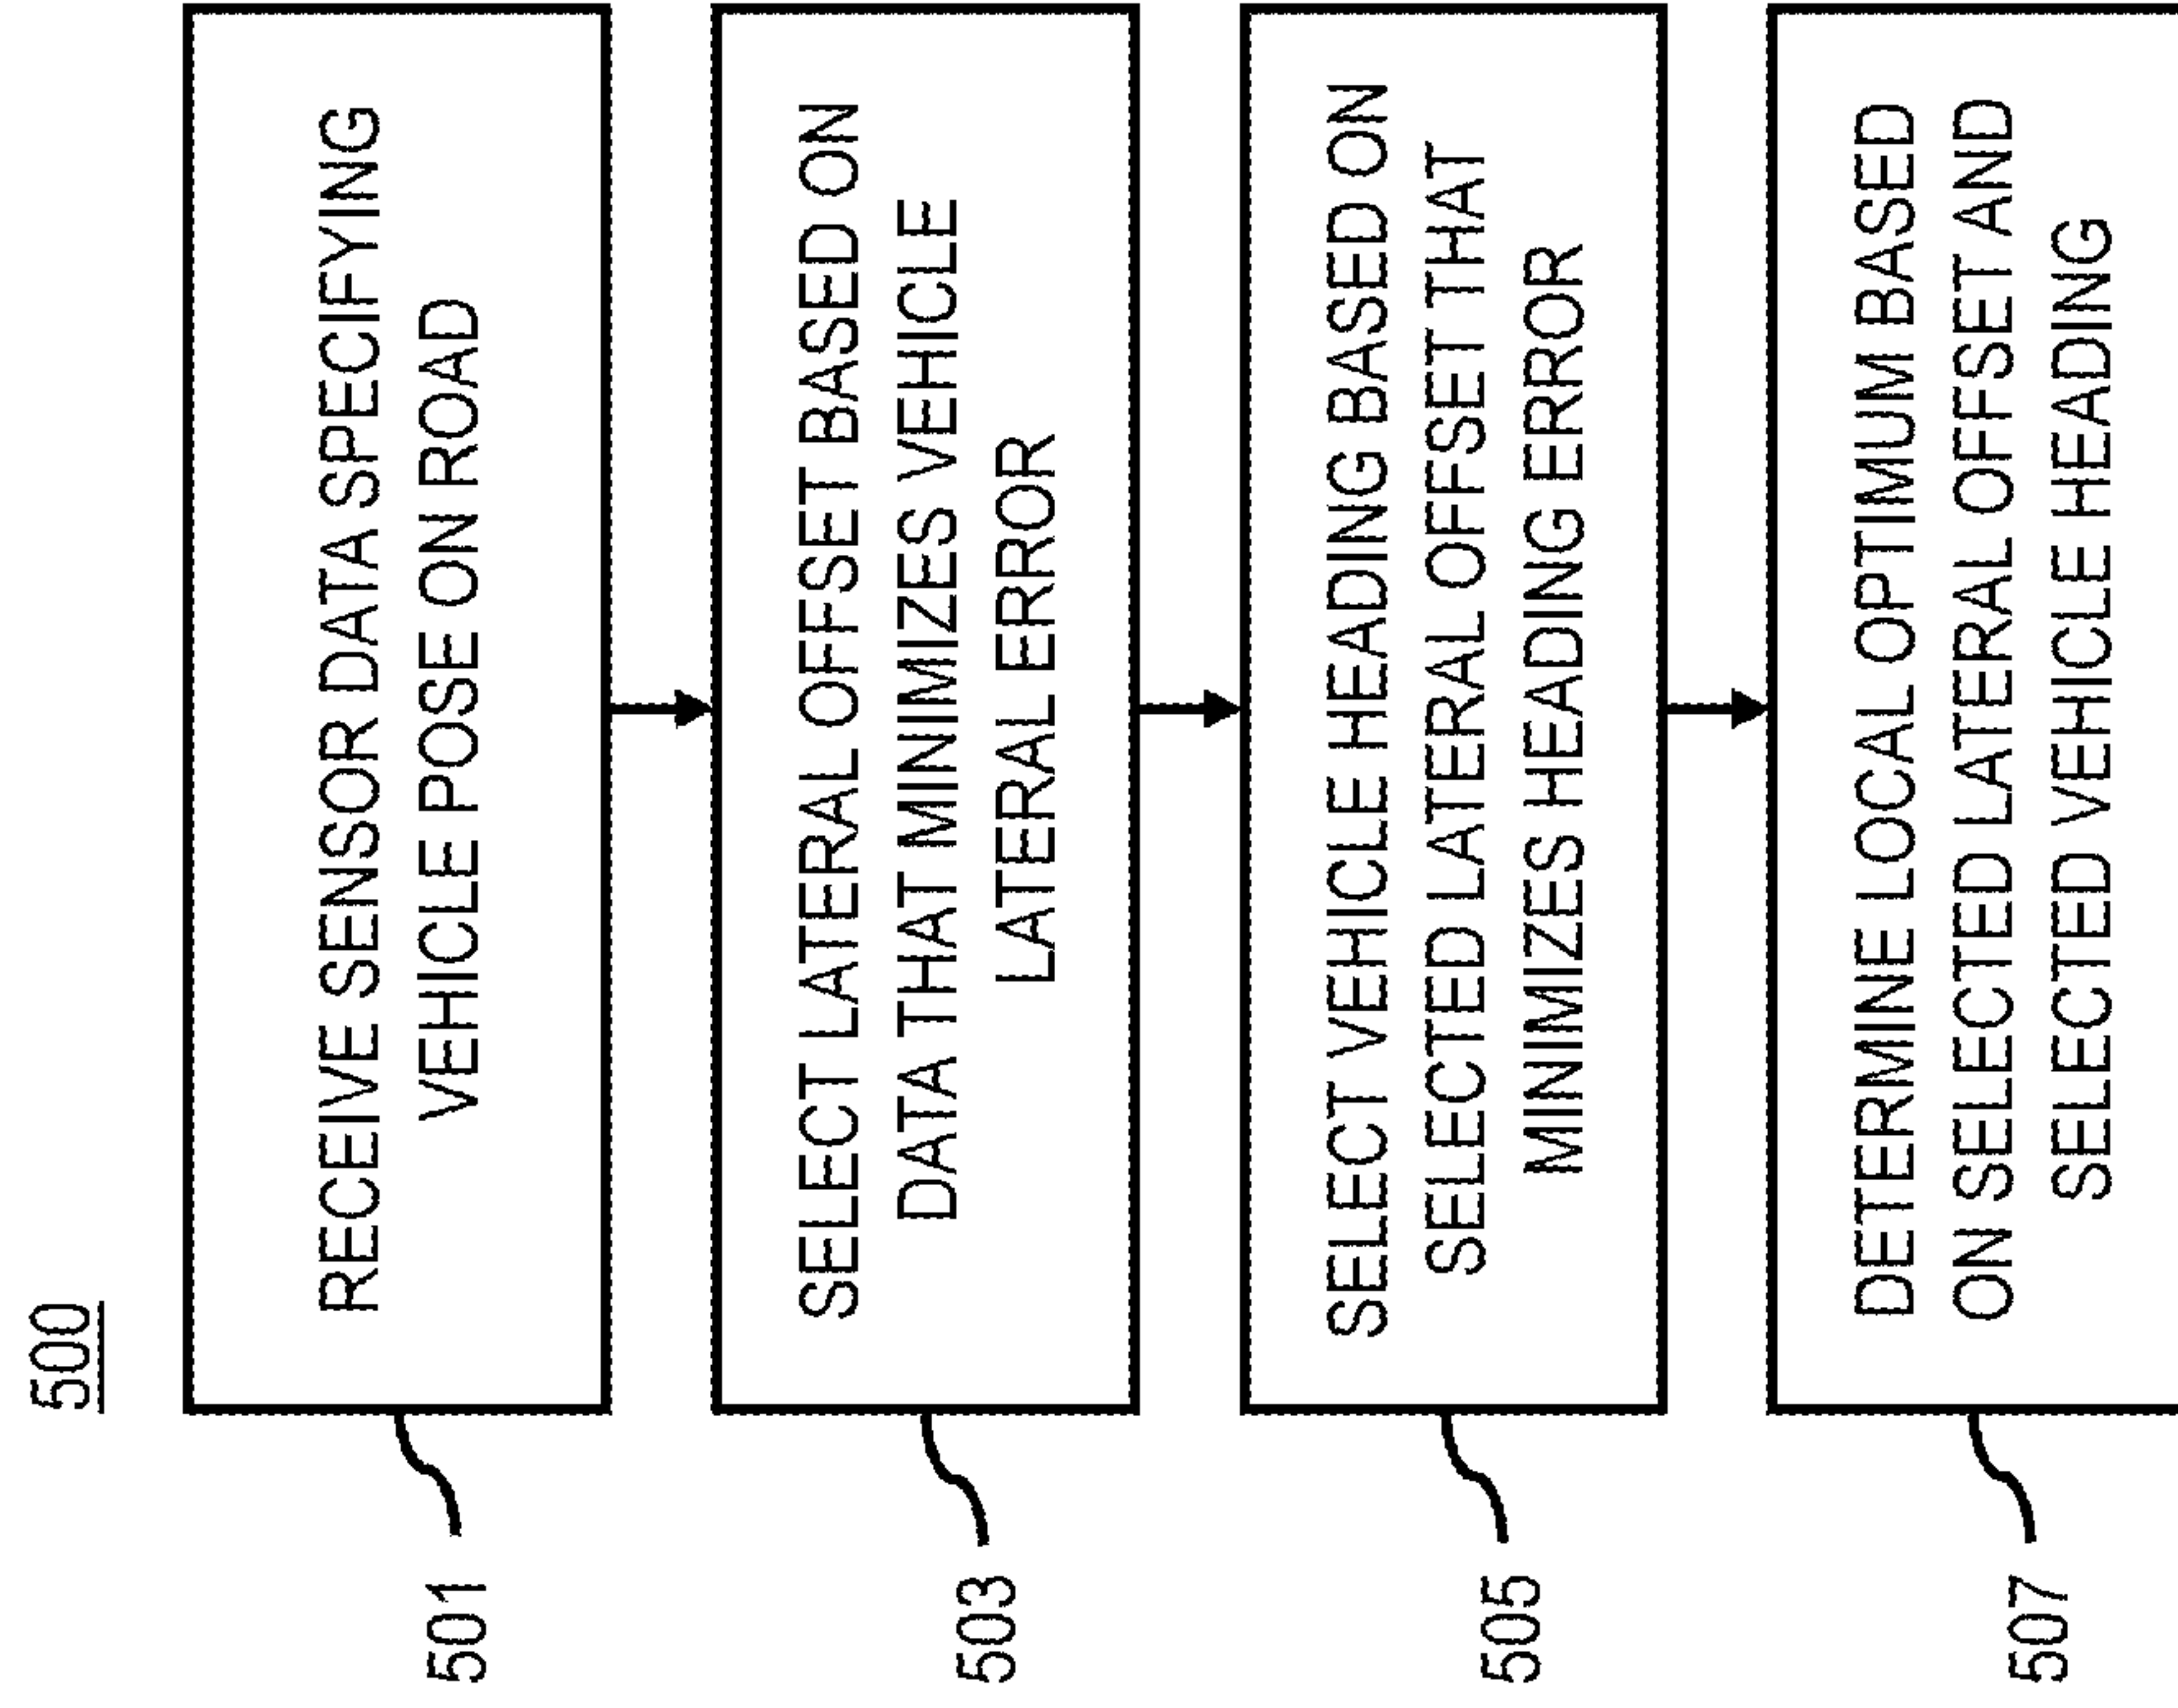 500
501
RECEIVE SENSOR DATA SPECIFYING
VEHICLE POSE ON ROAD
503
SELECT LATERAL OFFSET BASED ON
DATA THAT MINIMIZES VEHICLE
LATERAL ERROR
505
SELECT VEHICLE HEADING BASED ON
SELECTED LATERAL OFFSET THAT
MINIMIZES HEADING ERROR
507
DETERMINE LOCAL OPTIMUM BASED
ON SELECTED LATERAL OFFSET AND
SELECTED VEHICLE HEADING